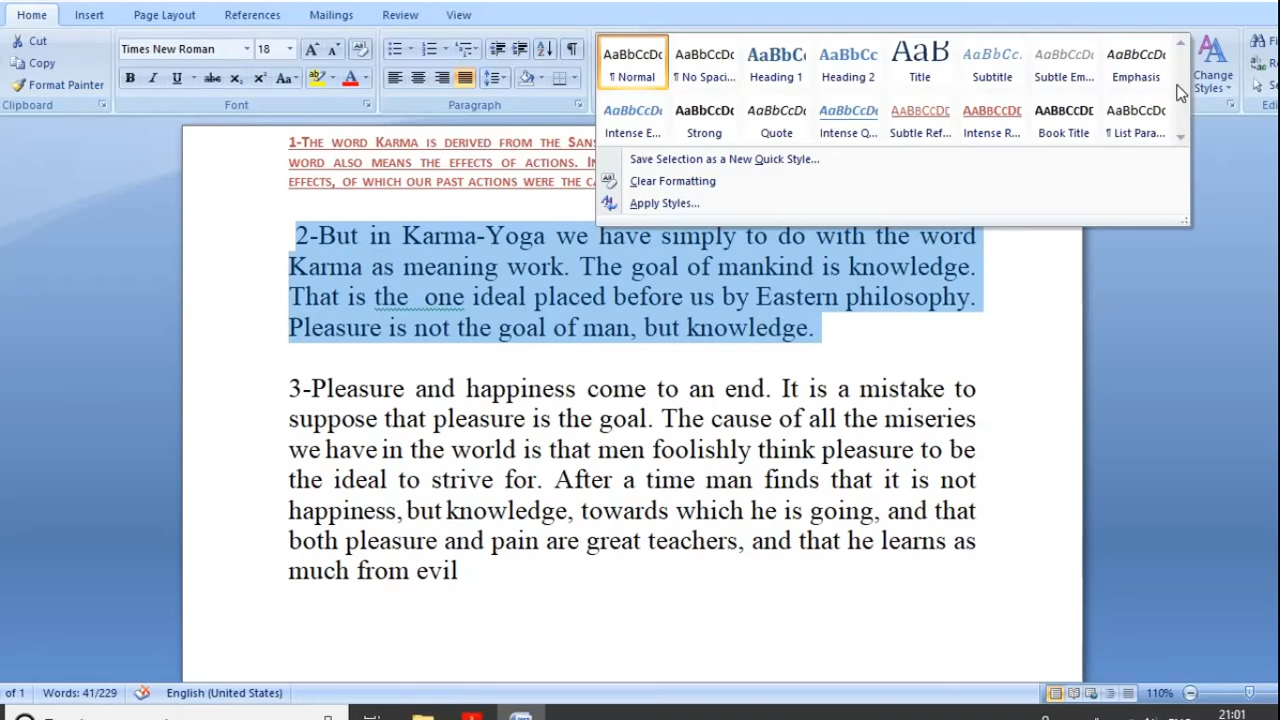 Home Insert Page Layout References Mailings Review View
Cut
Copy
Format Painter
Clipboard
Times New Roman 18
Font
Paragraph
AaBbCcDc AaBbCcDc AaBbC AaBbCc AaB AaBbCc. AaBbCcDc AaBbCcDc
¶ Normal ¶ No Spaci... Heading 1 Heading 2 Title Subtitle Subtle Em... Emphasis
AaBbCcDc AaBbCcDc AaBbCcDc AaBbCcDc AaBbCcDc AaBbCcDc AaBbCcDc AaBbCcDc
Intense E... Strong Quote Intense Q... Subtle Ref... Intense R... Book Title ¶ List Para...
Save Selection as a New Quick Style...
Clear Formatting
Apply Styles...
Change
Styles
1-The word Karma is derived from the
word also means the effects of actions.
effects, of which our past actions were the
2-But in Karma-Yoga we have simply to do with the word
Karma as meaning work. The goal of mankind is knowledge.
That is the one ideal placed before us by Eastern philosophy.
Pleasure is not the goal of man, but knowledge.
3-Pleasure and happiness come to an end. It is a mistake to
suppose that pleasure is the goal. The cause of all the miseries
we have in the world is that men foolishly think pleasure to be
the ideal to strive for. After a time man finds that it is not
happiness, but knowledge, towards which he is going, and that
both pleasure and pain are great teachers, and that he learns as
much from evil
of 1 Words: 41/229 English (United States) 110%
21:01